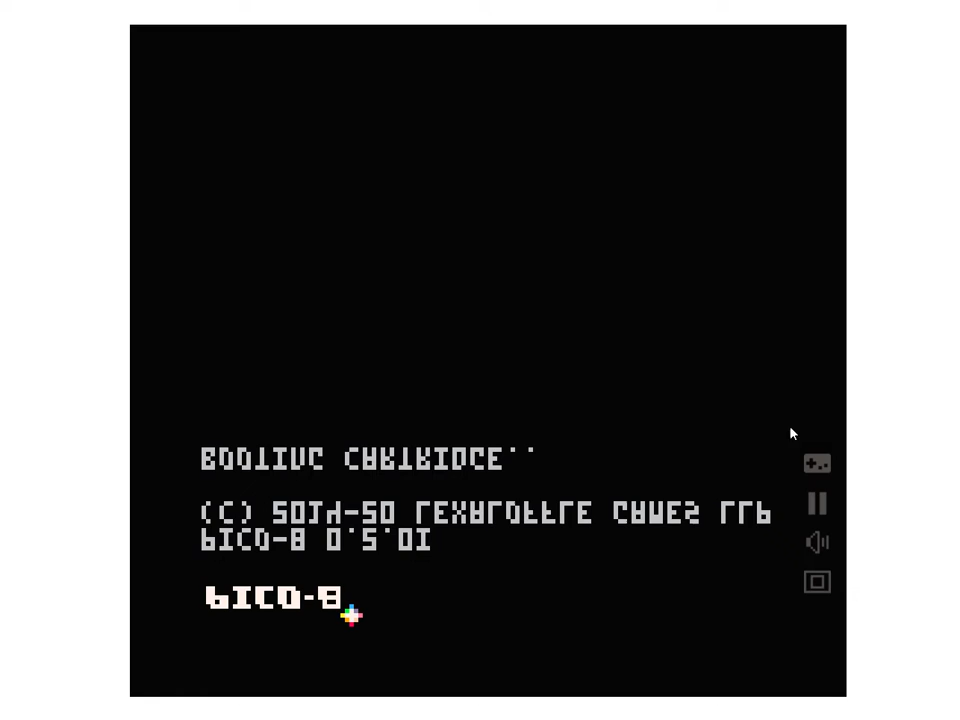 PICO-8
PICO-8 0.2.0I
(C) 2014-20 LEXALOFFLE GAMES LLP
BOOTING CARTRIDGE..